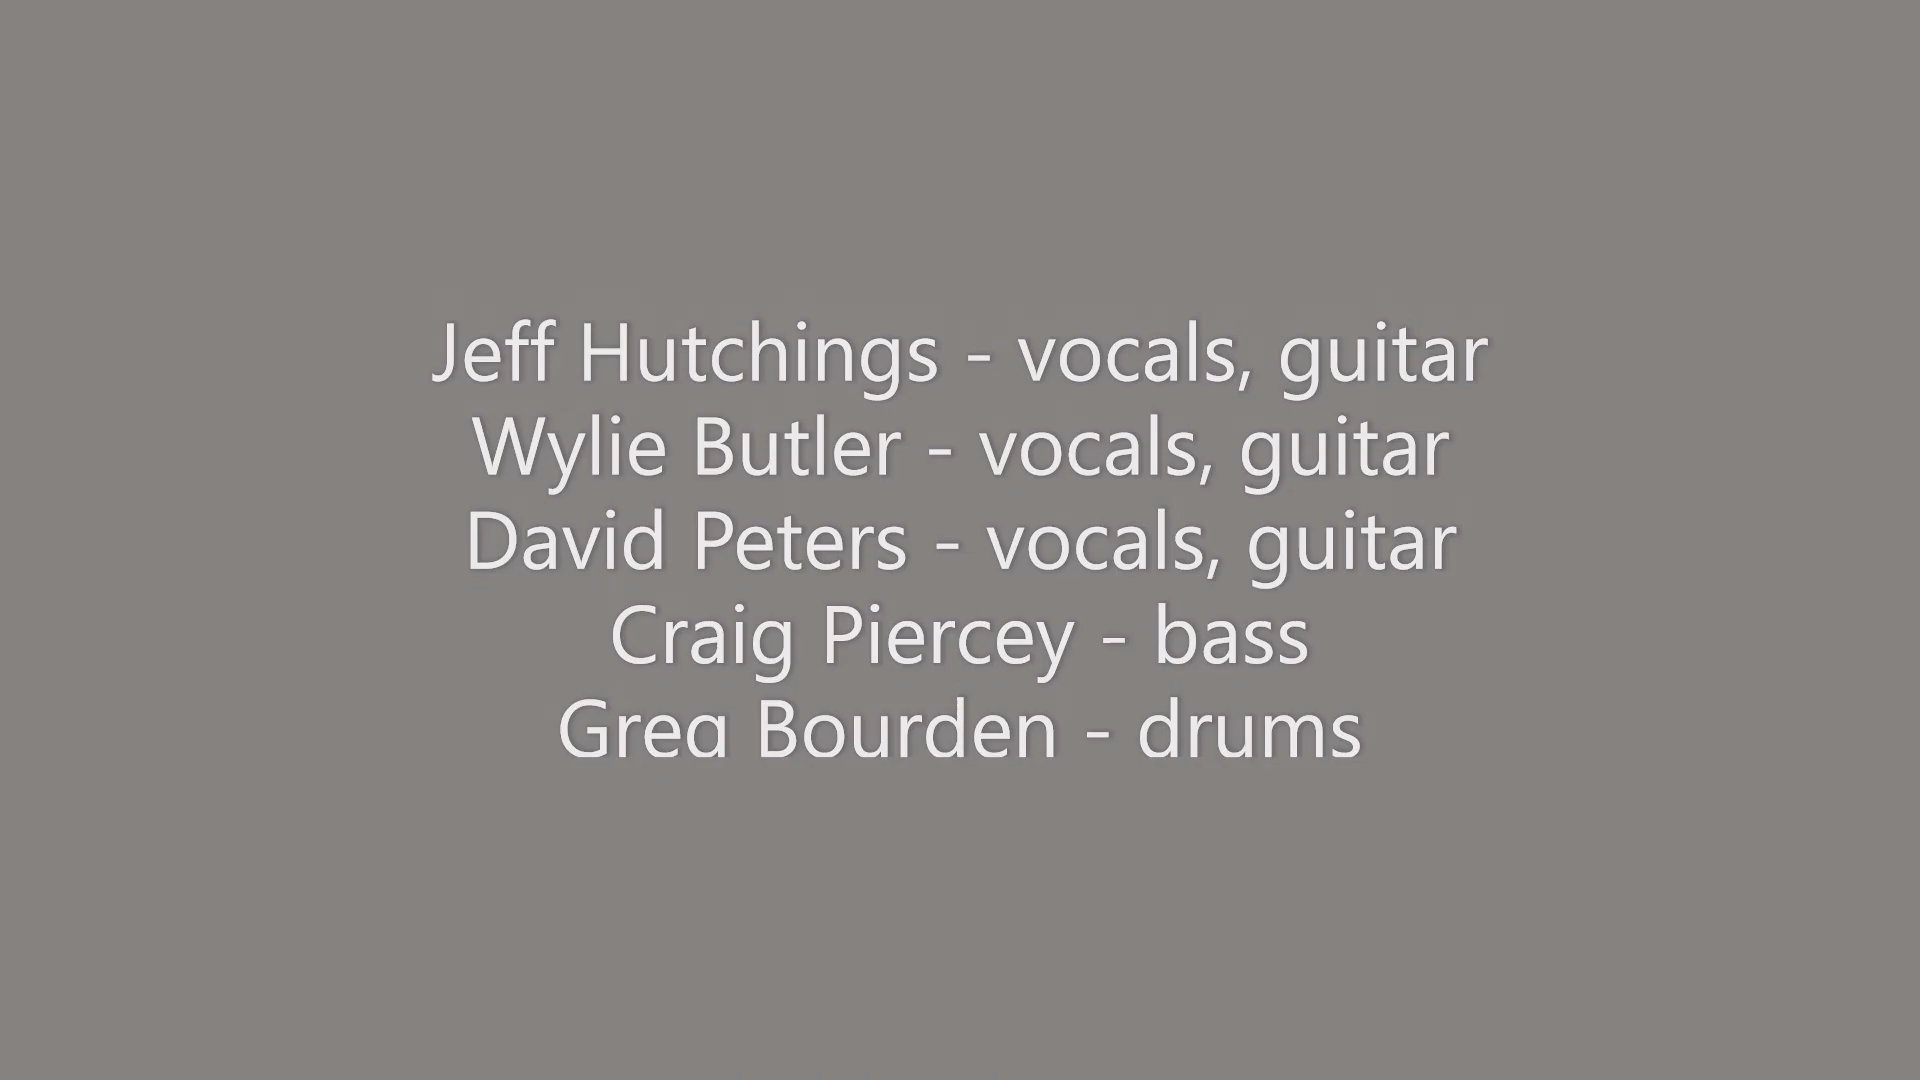 Jeff Hutchings - vocals, guitar
Wylie Butler - vocals, guitar
David Peters - vocals, guitar
Craig Piercey - bass
Greg Bourden - drums